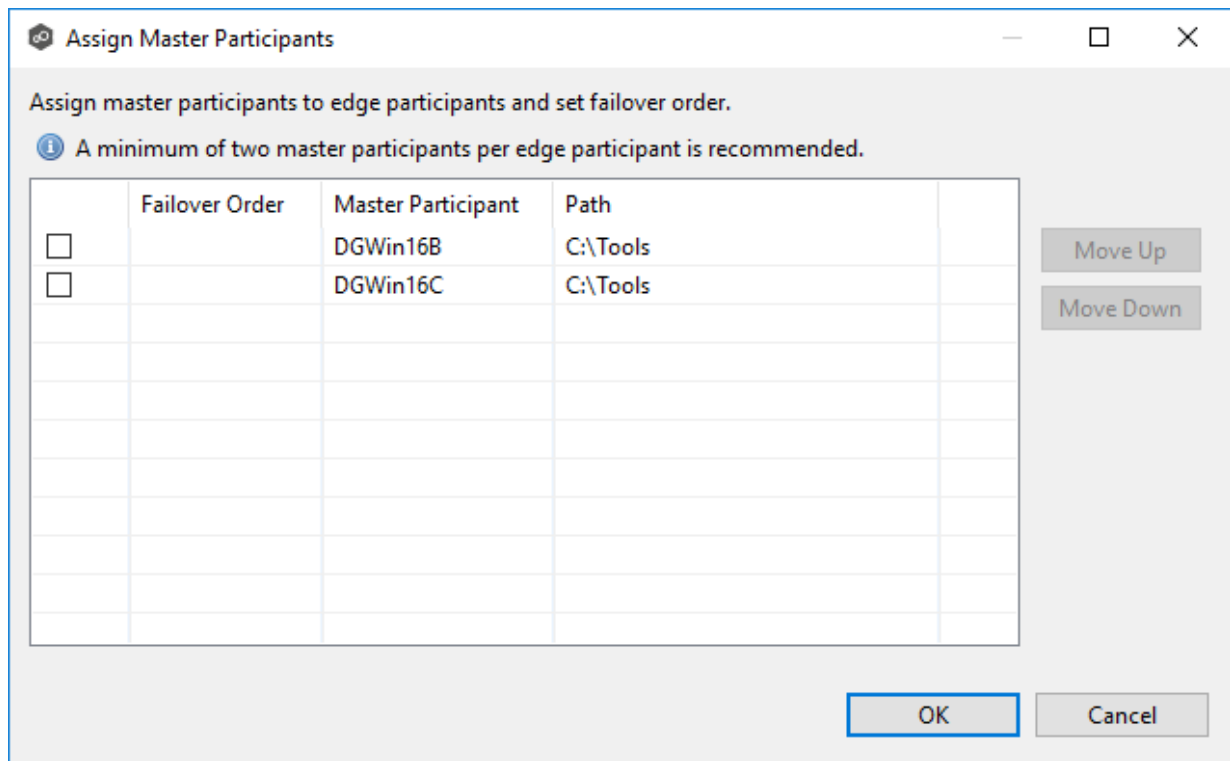 Assign Master Participants
Assign master participants to edge participants and set failover order.
A minimum of two master participants per edge participant is recommended.
Failover Order Master Participant Path
DGWin16B C:\Tools
DGWin16C C:\Tools
Move Up
Move Down
OK Cancel